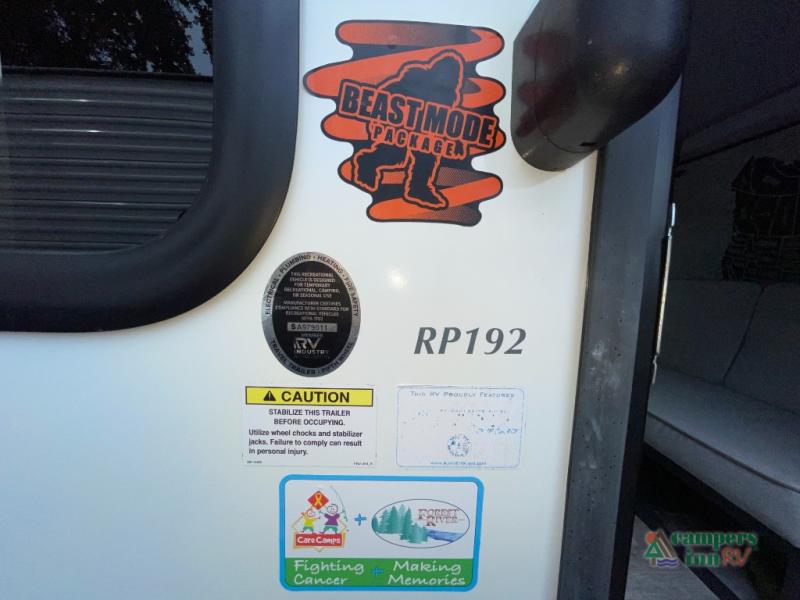 BEAST MODE
PACKAGE
ELECTRICAL · PLUMBING · HEATING · FIRE SAFETY
THIS RECREATIONAL
VEHICLE IS DESIGNED
FOR TEMPORARY
RECREATIONAL, CAMPING,
OR SEASONAL USE
MANUFACTURER CERTIFIES
COMPLIANCE WITH STANDARD FOR
RECREATIONAL VEHICLES
RV
INDUSTRY
TRAVEL TRAILER · FIFTH WHEEL
RP192
CAUTION
STABILIZE THIS TRAILER
BEFORE OCCUPYING.
Utilize wheel chocks and stabilizer
jacks. Failure to comply can result
in personal injury.
This RV Proudly Features
Care Camps
+
Forest
River
Fighting + Making
Cancer Memories
campers
inn RV